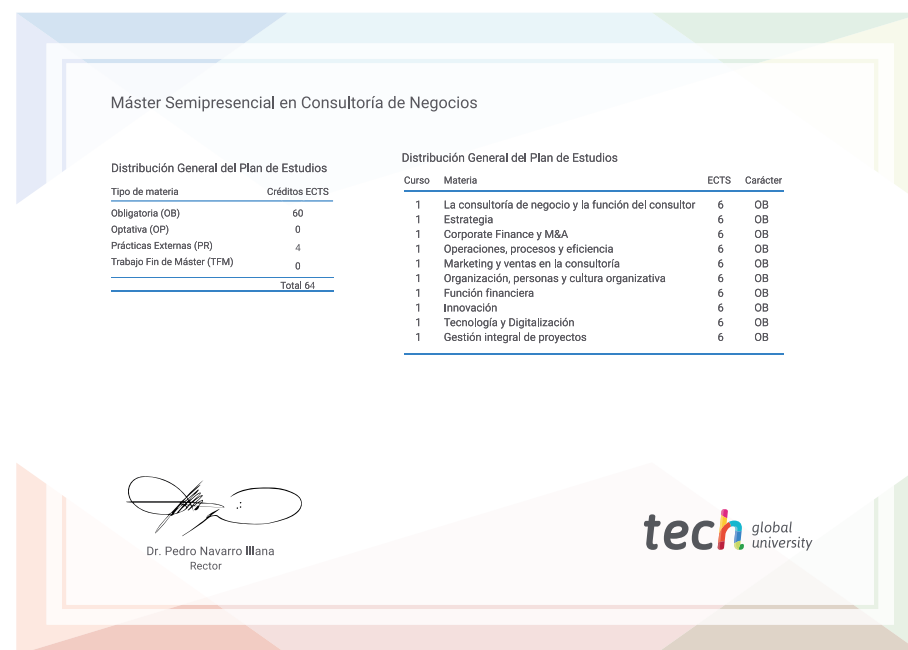 Máster Semipresencial en Consultoría de Negocios
Distribución General del Plan de Estudios
Tipo de materia Créditos ECTS
Obligatoria (OB) 60
Optativa (OP) 0
Prácticas Externas (PR) 4
Trabajo Fin de Máster (TFM) 0
Total 64
Distribución General del Plan de Estudios
Curso Materia ECTS Carácter
1 La consultoría de negocio y la función del consultor 6 OB
1 Estrategia 6 OB
1 Corporate Finance y M&A 6 OB
1 Operaciones, procesos y eficiencia 6 OB
1 Marketing y ventas en la consultoría 6 OB
1 Organización, personas y cultura organizativa 6 OB
1 Función financiera 6 OB
1 Innovación 6 OB
1 Tecnología y Digitalización 6 OB
1 Gestión integral de proyectos 6 OB
Dr. Pedro Navarro Illana
Rector
tech global
university